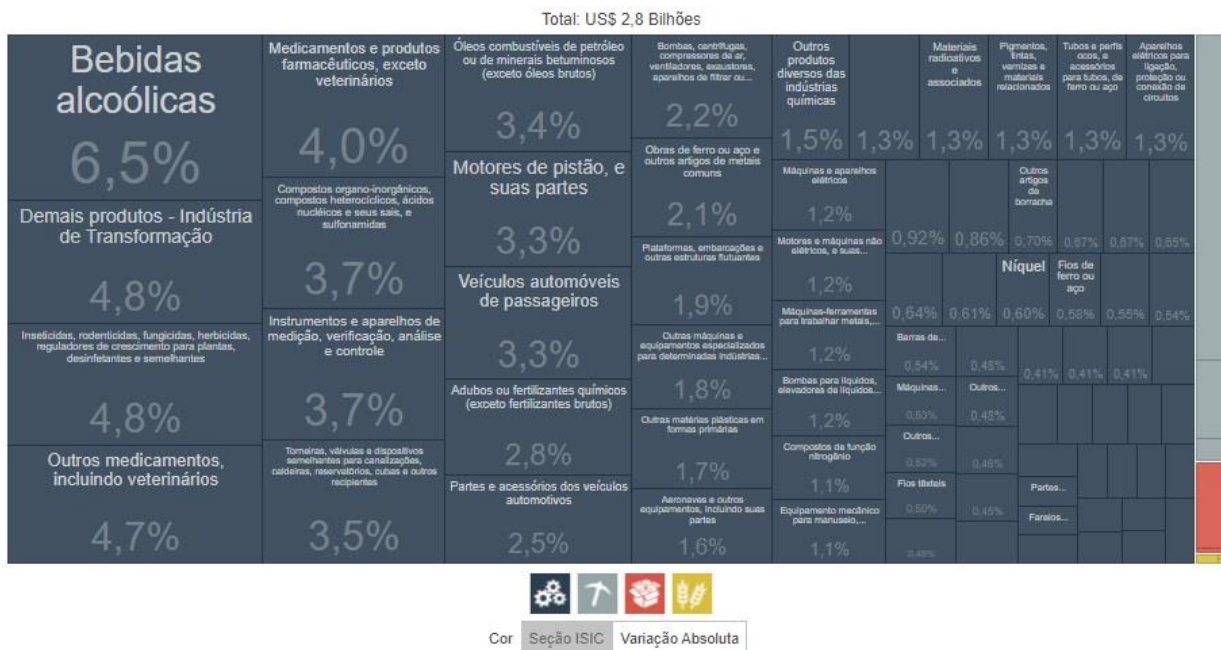 Total: US$ 2,8 Bilhões
Bebidas
alcoólicas
6,5%
Demais produtos - Indústria
de Transformação
4,8%
Inseticidas, rodenticidas, fungicidas, herbicidas,
reguladores de crescimento para plantas,
desinfetantes e semelhantes
4,8%
Outros medicamentos,
incluindo veterinários
4,7%
Medicamentos e produtos
farmacêuticos, exceto
veterinários
4,0%
Compostos organo-inorgânicos,
compostos heterocíclicos, ácidos
nucléicos e seus sais, e
sulfonamidas
3,7%
Instrumentos e aparelhos de
medição, verificação, análise
e controle
3,7%
Torneiras, válvulas e dispositivos
semelhantes para canalizações,
caldeiras, reservatórios, cubas e outros
recipientes
3,5%
Óleos combustíveis de petróleo
ou de minerais betuminosos
(exceto óleos brutos)
3,4%
Motores de pistão, e
suas partes
3,3%
Veículos automóveis
de passageiros
3,3%
Adubos ou fertilizantes químicos
(exceto fertilizantes brutos)
2,8%
Partes e acessórios dos veículos
automotivos
2,5%
Bombas, centrífugas,
compressores de ar,
ventiladores, exaustores,
aparelhos de filtrar ou...
2,2%
Obras de ferro ou aço e
outros artigos de metais
comuns
2,1%
Plataformas, embarcações e
outras estruturas flutuantes
1,9%
Outras máquinas e
equipamentos especializados
para determinadas indústrias...
1,8%
Outras matérias plásticas em
formas primárias
1,7%
Aeronaves e outros
equipamentos, incluindo suas
partes
1,6%
Outros
produtos
diversos das
indústrias
químicas
1,5%
1,3%
Materiais
radioativos
e
associados
1,3%
Pigmentos,
tintas,
vernizes e
materiais
relacionados
1,3%
Tubos e perfis
ocos, e
acessórios
para tubos, de
ferro ou aço
1,3%
Aparelhos
elétricos para
ligação,
proteção ou
conexão de
circuitos
1,3%
Máquinas e aparelhos
elétricos
1,2%
Motores e máquinas não
elétricos, e suas...
1,2%
Máquinas-ferramentas
para trabalhar metais,...
1,2%
Bombas para líquidos,
elevadores de líquidos...
1,2%
Compostos de função
nitrogênio
1,1%
Equipamento mecânico
para manuseio,...
1,1%
0,92%
0,86%
Outros
artigos
de
borracha
0,70%
0,67%
0,67%
0,65%
0,64%
0,61%
Níquel
0,60%
Fios de
ferro ou
aço
0,58%
0,55%
0,54%
Barras de...
0,54%
0,48%
0,41%
0,41%
0,41%
Máquinas...
0,53%
Outros...
0,48%
Outros...
0,52%
0,46%
Fios têxteis
0,50%
0,45%
Partes...
Fareios...
Cor
Seção ISIC
Variação Absoluta